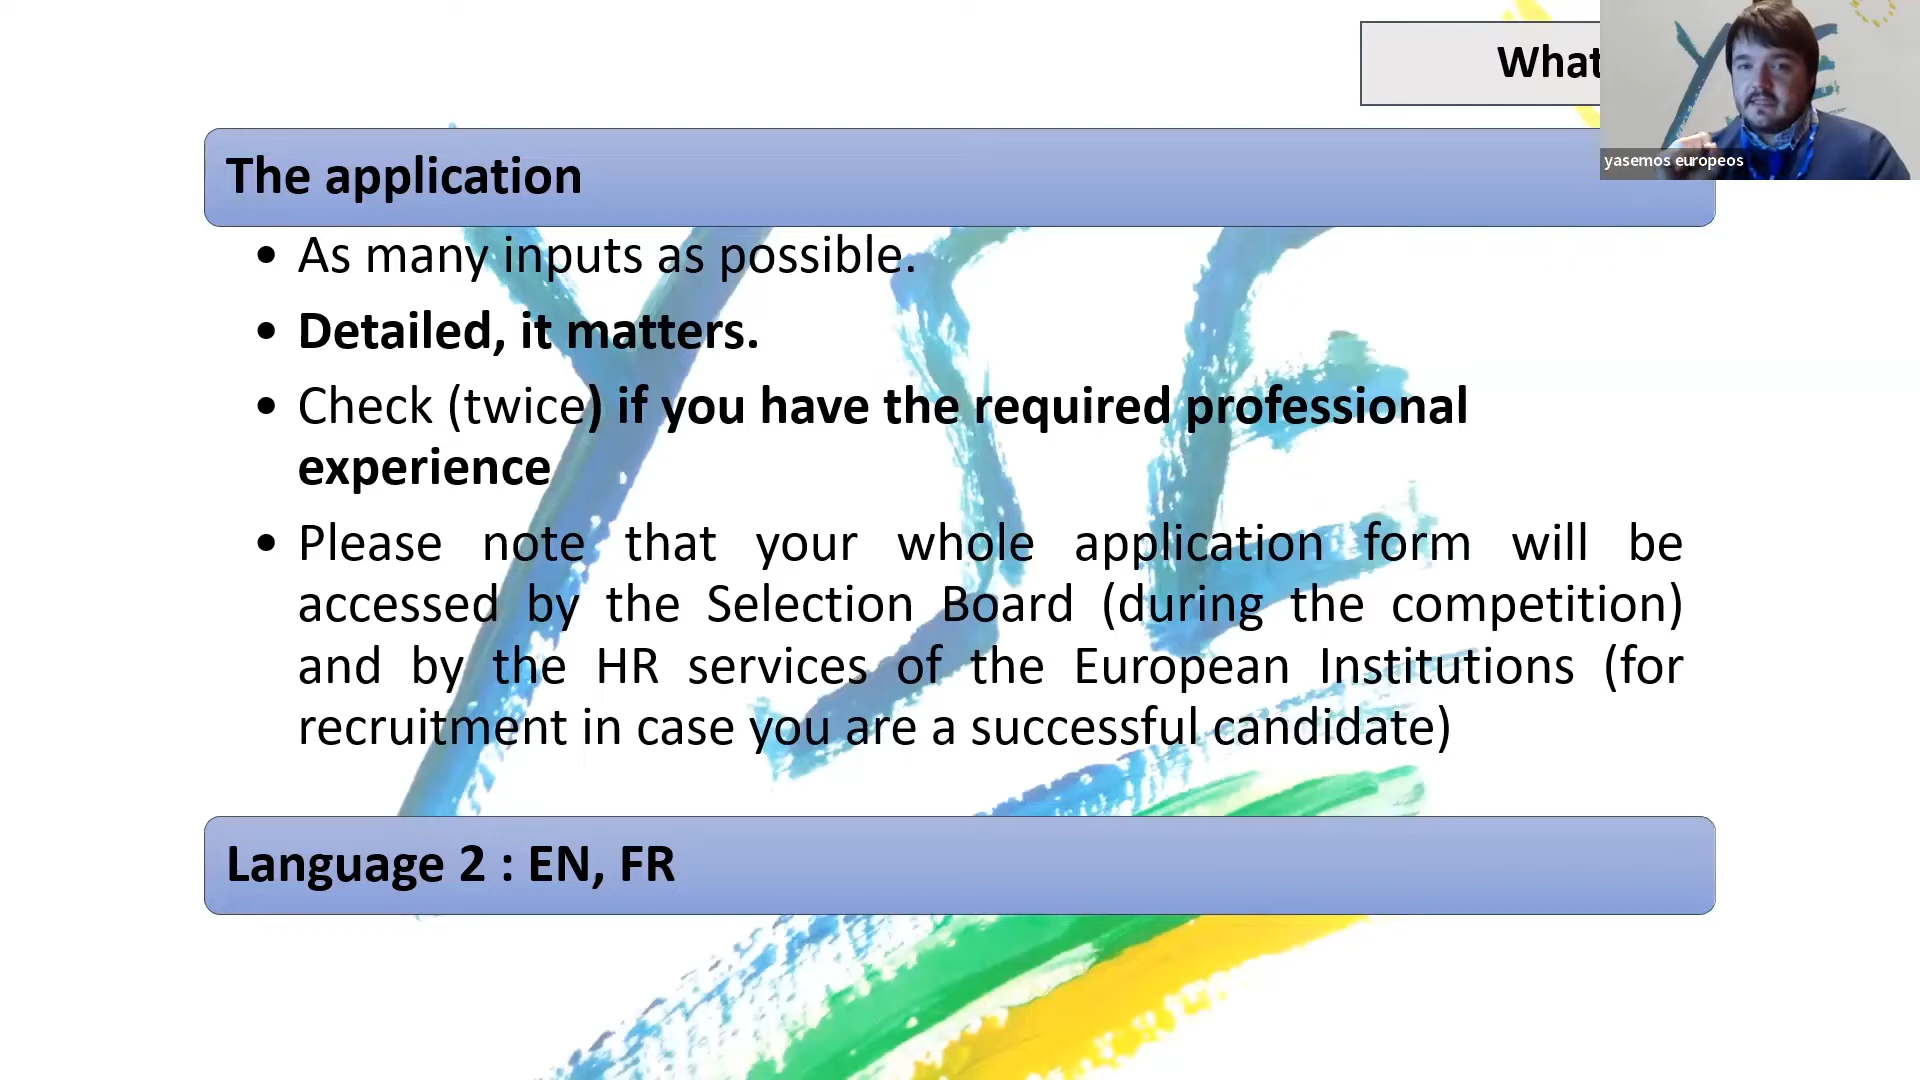 What
yasemos europeos
The application
• As many inputs as possible.
• Detailed, it matters.
• Check (twice) if you have the required professional
experience
• Please note that your whole application form will be
accessed by the Selection Board (during the competition)
and by the HR services of the European Institutions (for
recruitment in case you are a successful candidate)
Language 2 : EN, FR
YSE